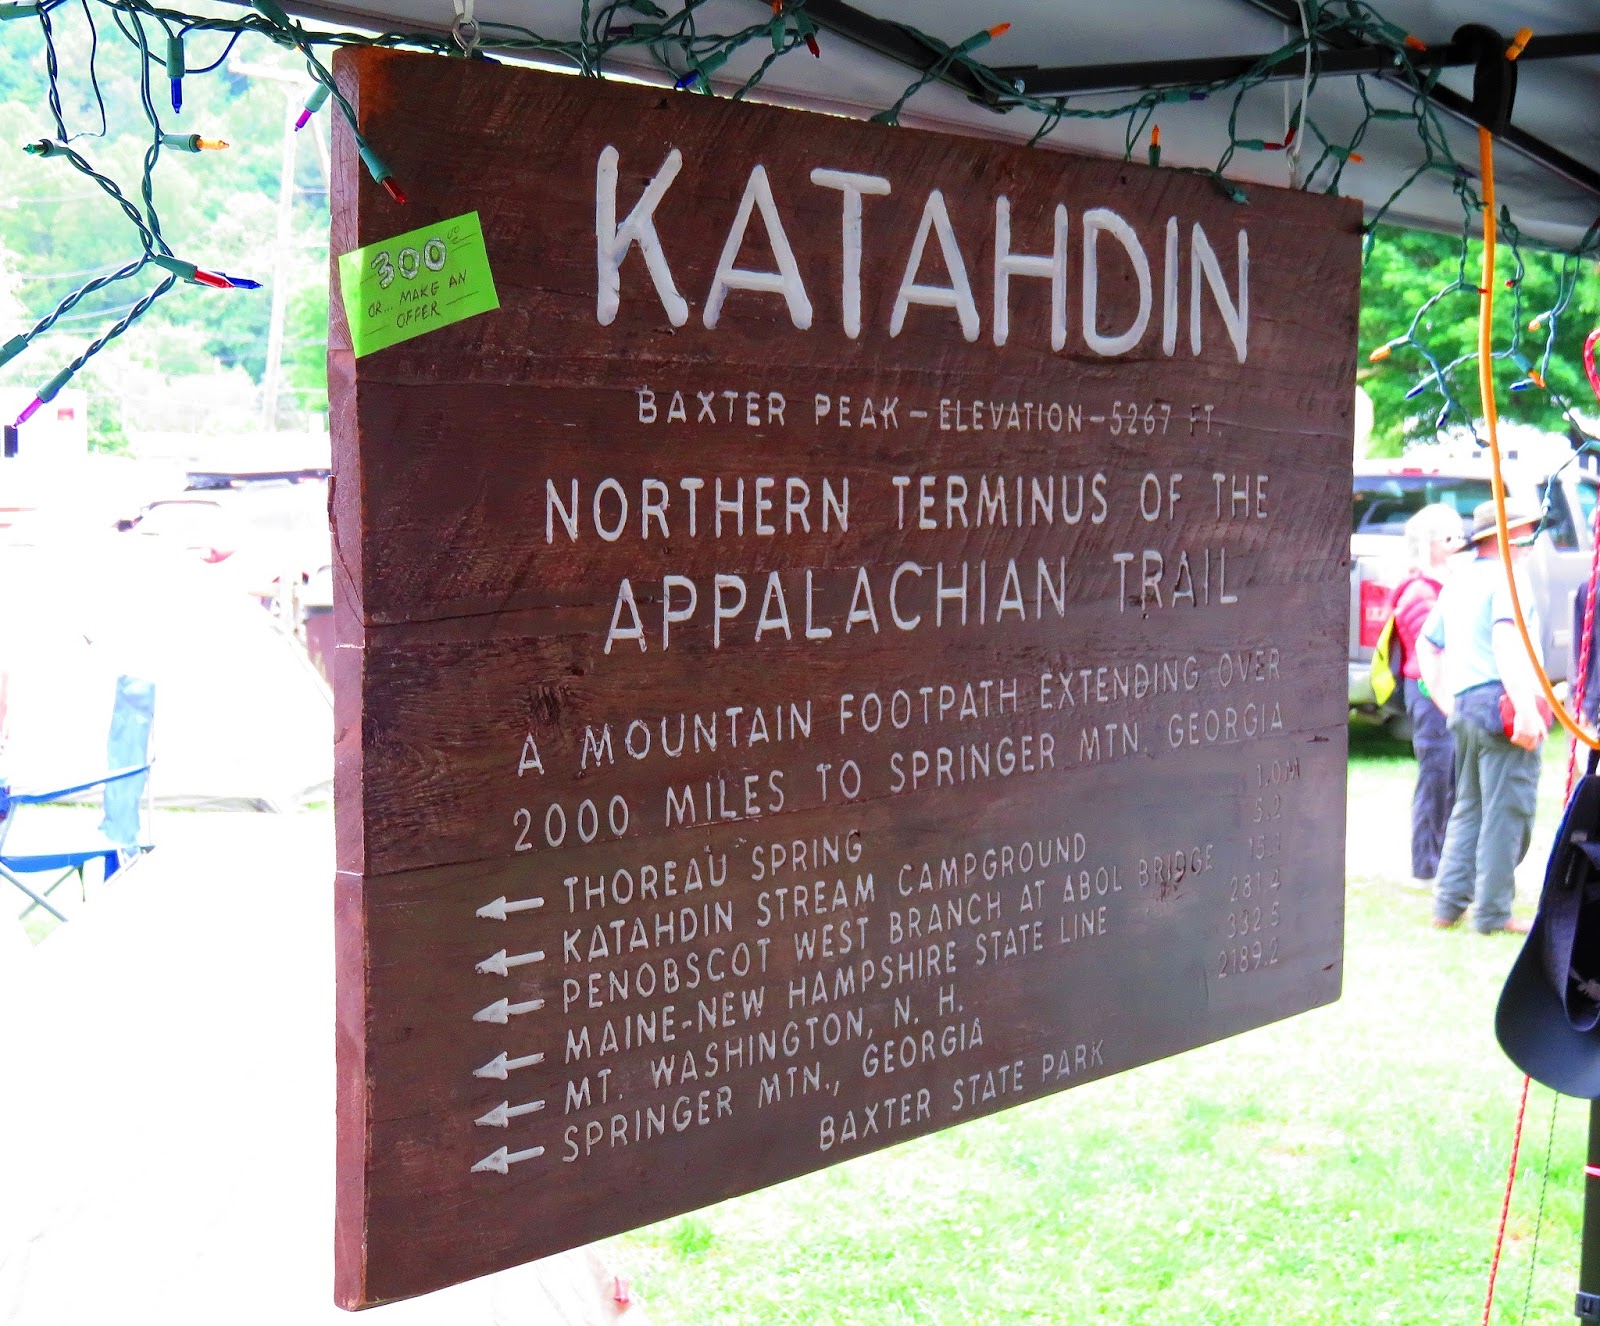 300.00
OR... MAKE AN
OFFER
KATAHDIN
BAXTER PEAK - ELEVATION - 5267 FT.
NORTHERN TERMINUS OF THE
APPALACHIAN TRAIL
A MOUNTAIN FOOTPATH EXTENDING OVER
2000 MILES TO SPRINGER MTN. GEORGIA
← THOREAU SPRING 1.0 M
← KATAHDIN STREAM CAMPGROUND 5.2
← PENOBSCOT WEST BRANCH AT ABOL BRIDGE 15.1
← MAINE-NEW HAMPSHIRE STATE LINE 281.4
← MT. WASHINGTON, N. H. 332.5
← SPRINGER MTN., GEORGIA 2189.2
BAXTER STATE PARK